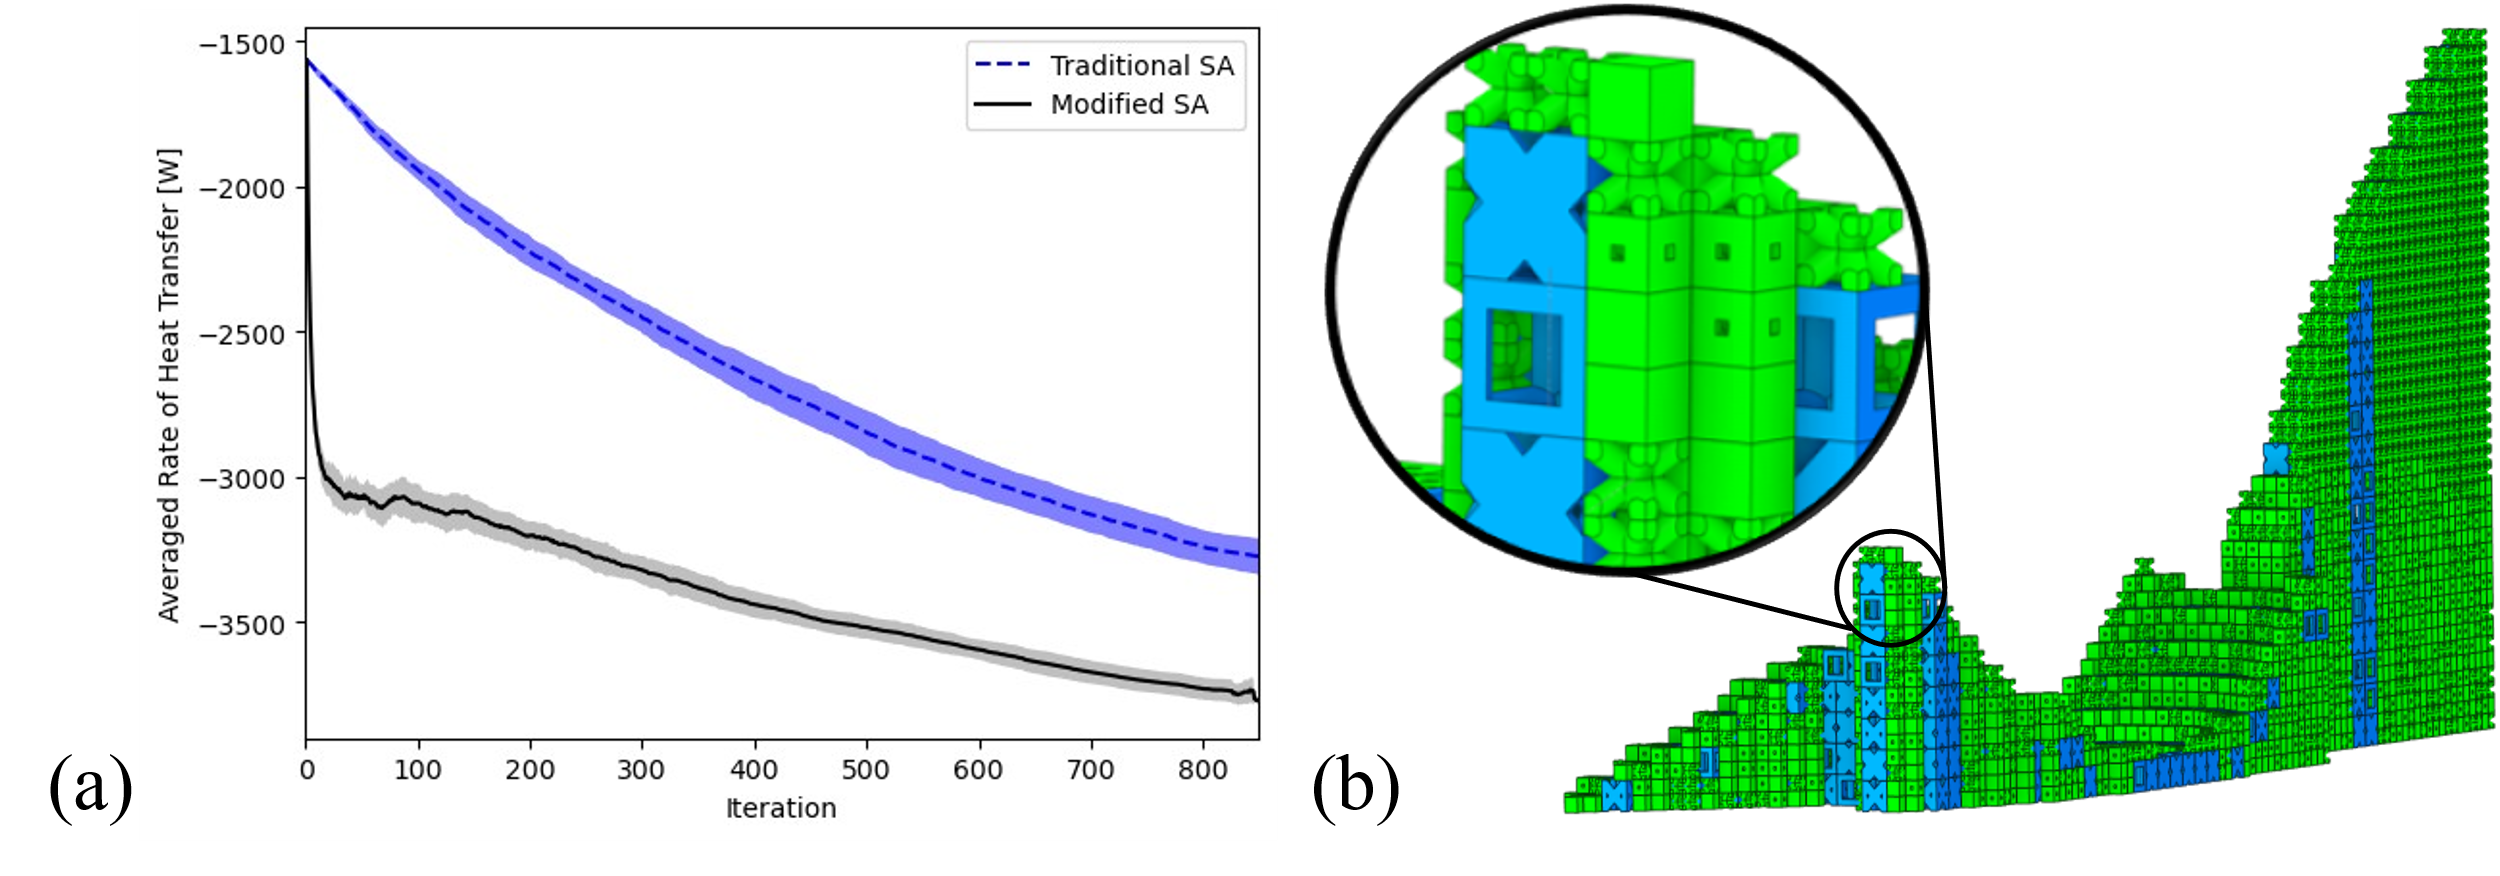 −1500
−2000
−2500
−3000
−3500
Averaged Rate of Heat Transfer [W]
Traditional SA
Modified SA
0 100 200 300 400 500 600 700 800
Iteration
(a)
(b)